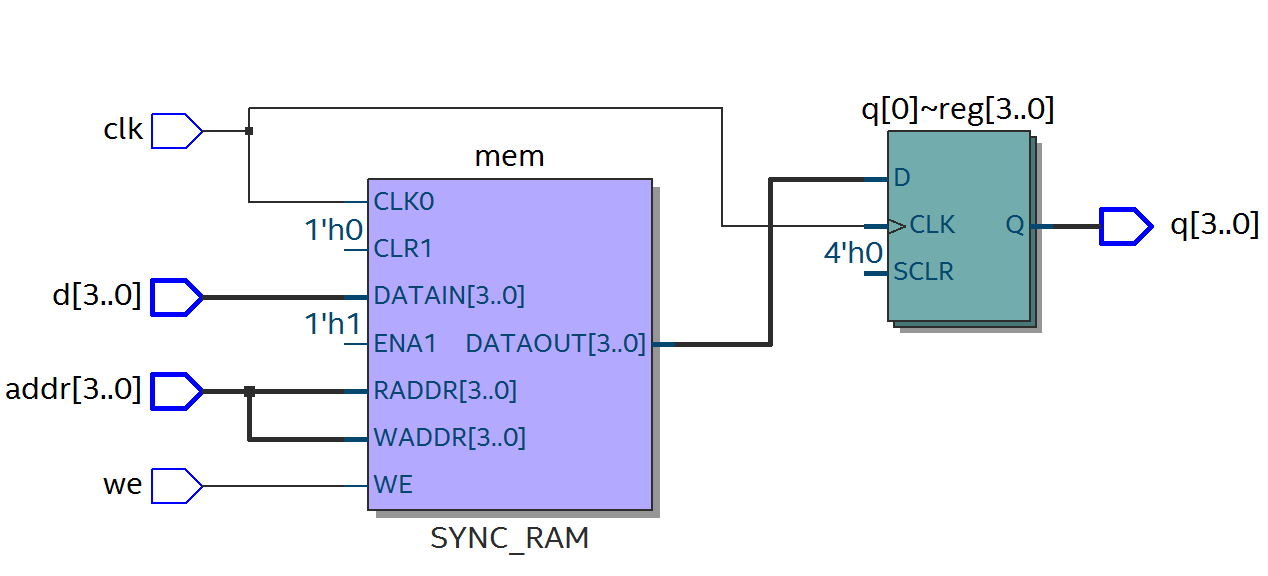 clk
mem
q[0]~reg[3..0]
CLK0
1'h0
CLR1
d[3..0]
DATAIN[3..0]
1'h1
ENA1
DATAOUT[3..0]
addr[3..0]
RADDR[3..0]
WADDR[3..0]
we
WE
SYNC_RAM
D
CLK
Q
4'h0
SCLR
q[3..0]